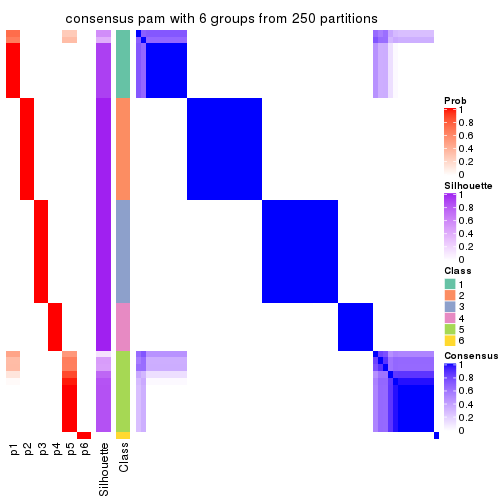 consensus pam with 6 groups from 250 partitions
Prob
1
0.8
0.6
0.4
0.2
0
Silhouette
1
0.8
0.6
0.4
0.2
0
Class
1
2
3
4
5
6
Consensus
1
0.8
0.6
0.4
0.2
0
p1
p2
p3
p4
p5
p6
Silhouette
Class